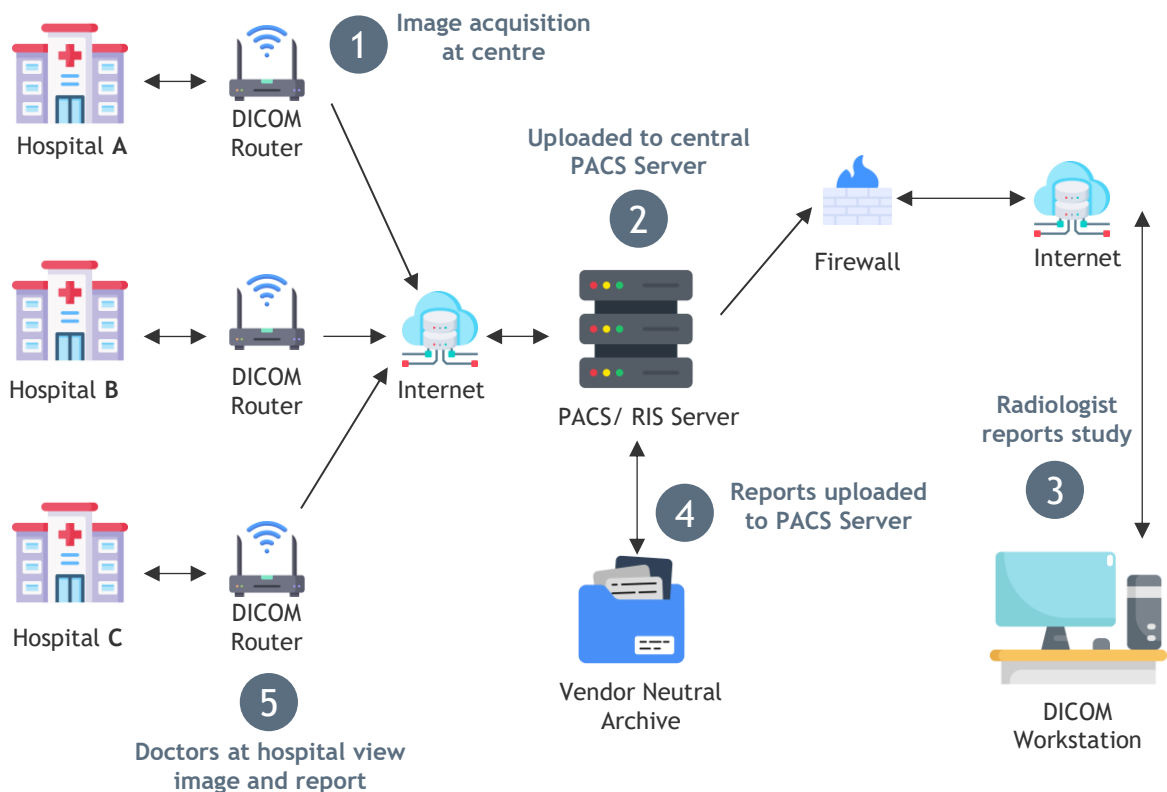 1
Image acquisition
at centre
Hospital A
DICOM
Router
Uploaded to central
PACS Server
2
Firewall
Internet
Hospital B
DICOM
Router
Internet
PACS/ RIS Server
Radiologist
reports study
3
4
Reports uploaded
to PACS Server
Hospital C
DICOM
Router
Vendor Neutral
Archive
DICOM
Workstation
5
Doctors at hospital view
image and report